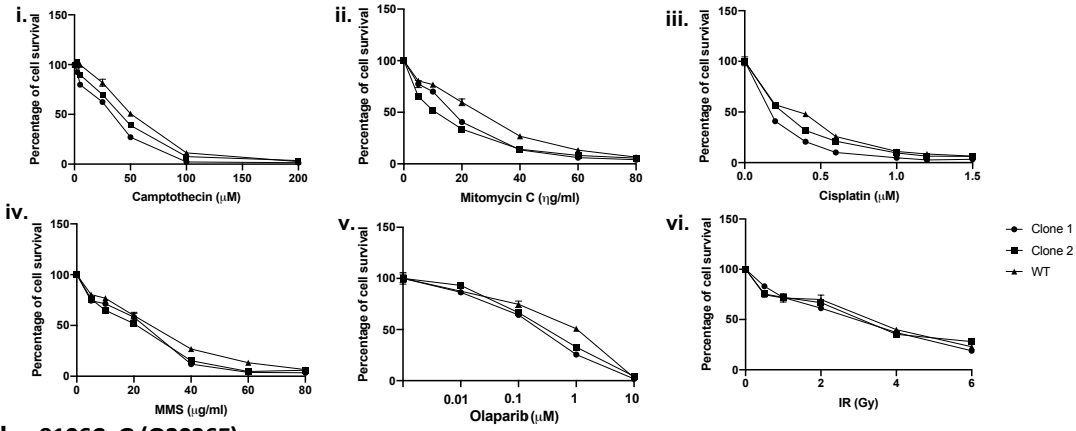 i.
150
100
50
0
Percentage of cell survival
0 50 100 150 200
Camptothecin (μM)
ii.
150
100
50
0
Percentage of cell survival
0 20 40 60 80
Mitomycin C (ηg/ml)
iii.
150
100
50
0
Percentage of cell survival
0.0 0.5 1.0 1.5
Cisplatin (μM)
iv.
150
100
50
0
Percentage of cell survival
0 20 40 60 80
MMS (μg/ml)
v.
150
100
50
0
Percentage of cell survival
0.01 0.1 1 10
Olaparib(μM)
vi.
150
100
50
0
Percentage of cell survival
0 2 4 6
IR (Gy)
Clone 1
Clone 2
WT